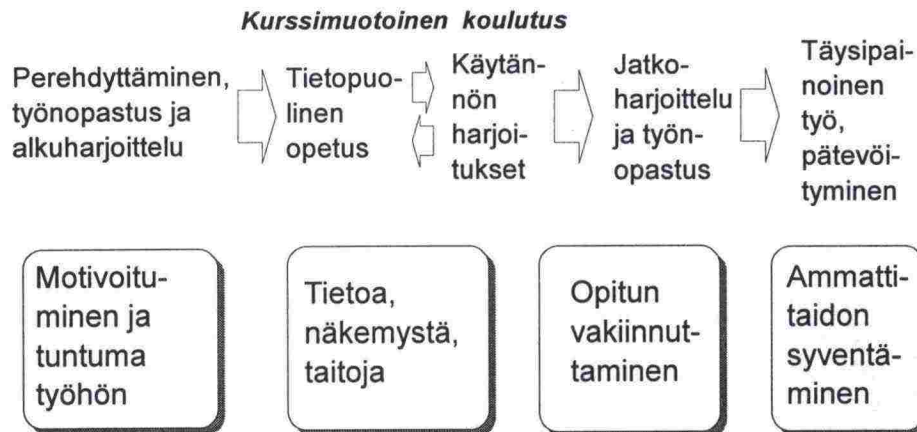 Kurssimuotoinen koulutus
Perehdyttäminen,
työnopastus ja
alkuharjoittelu
Tietopuo-
linen
opetus
Käytän-
nön
harjoi-
tukset
Jatko-
harjoittelu
ja työn-
opastus
Täysipai-
noinen
työ,
pätevöi-
tyminen
Motivoitu-
minen ja
tuntuma
työhön
Tietoa,
näkemystä,
taitoja
Opitun
vakiinnut-
taminen
Ammatti-
taidon
syventä-
minen